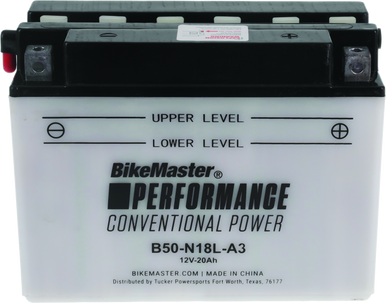 UPPER LEVEL
LOWER LEVEL
BikeMaster®
PERFORMANCE
CONVENTIONAL POWER
B50-N18L-A3
12V-20Ah
BIKEMASTER.COM | MADE IN CHINA
Distributed by Tucker Powersports Fort Worth, Texas, 76177